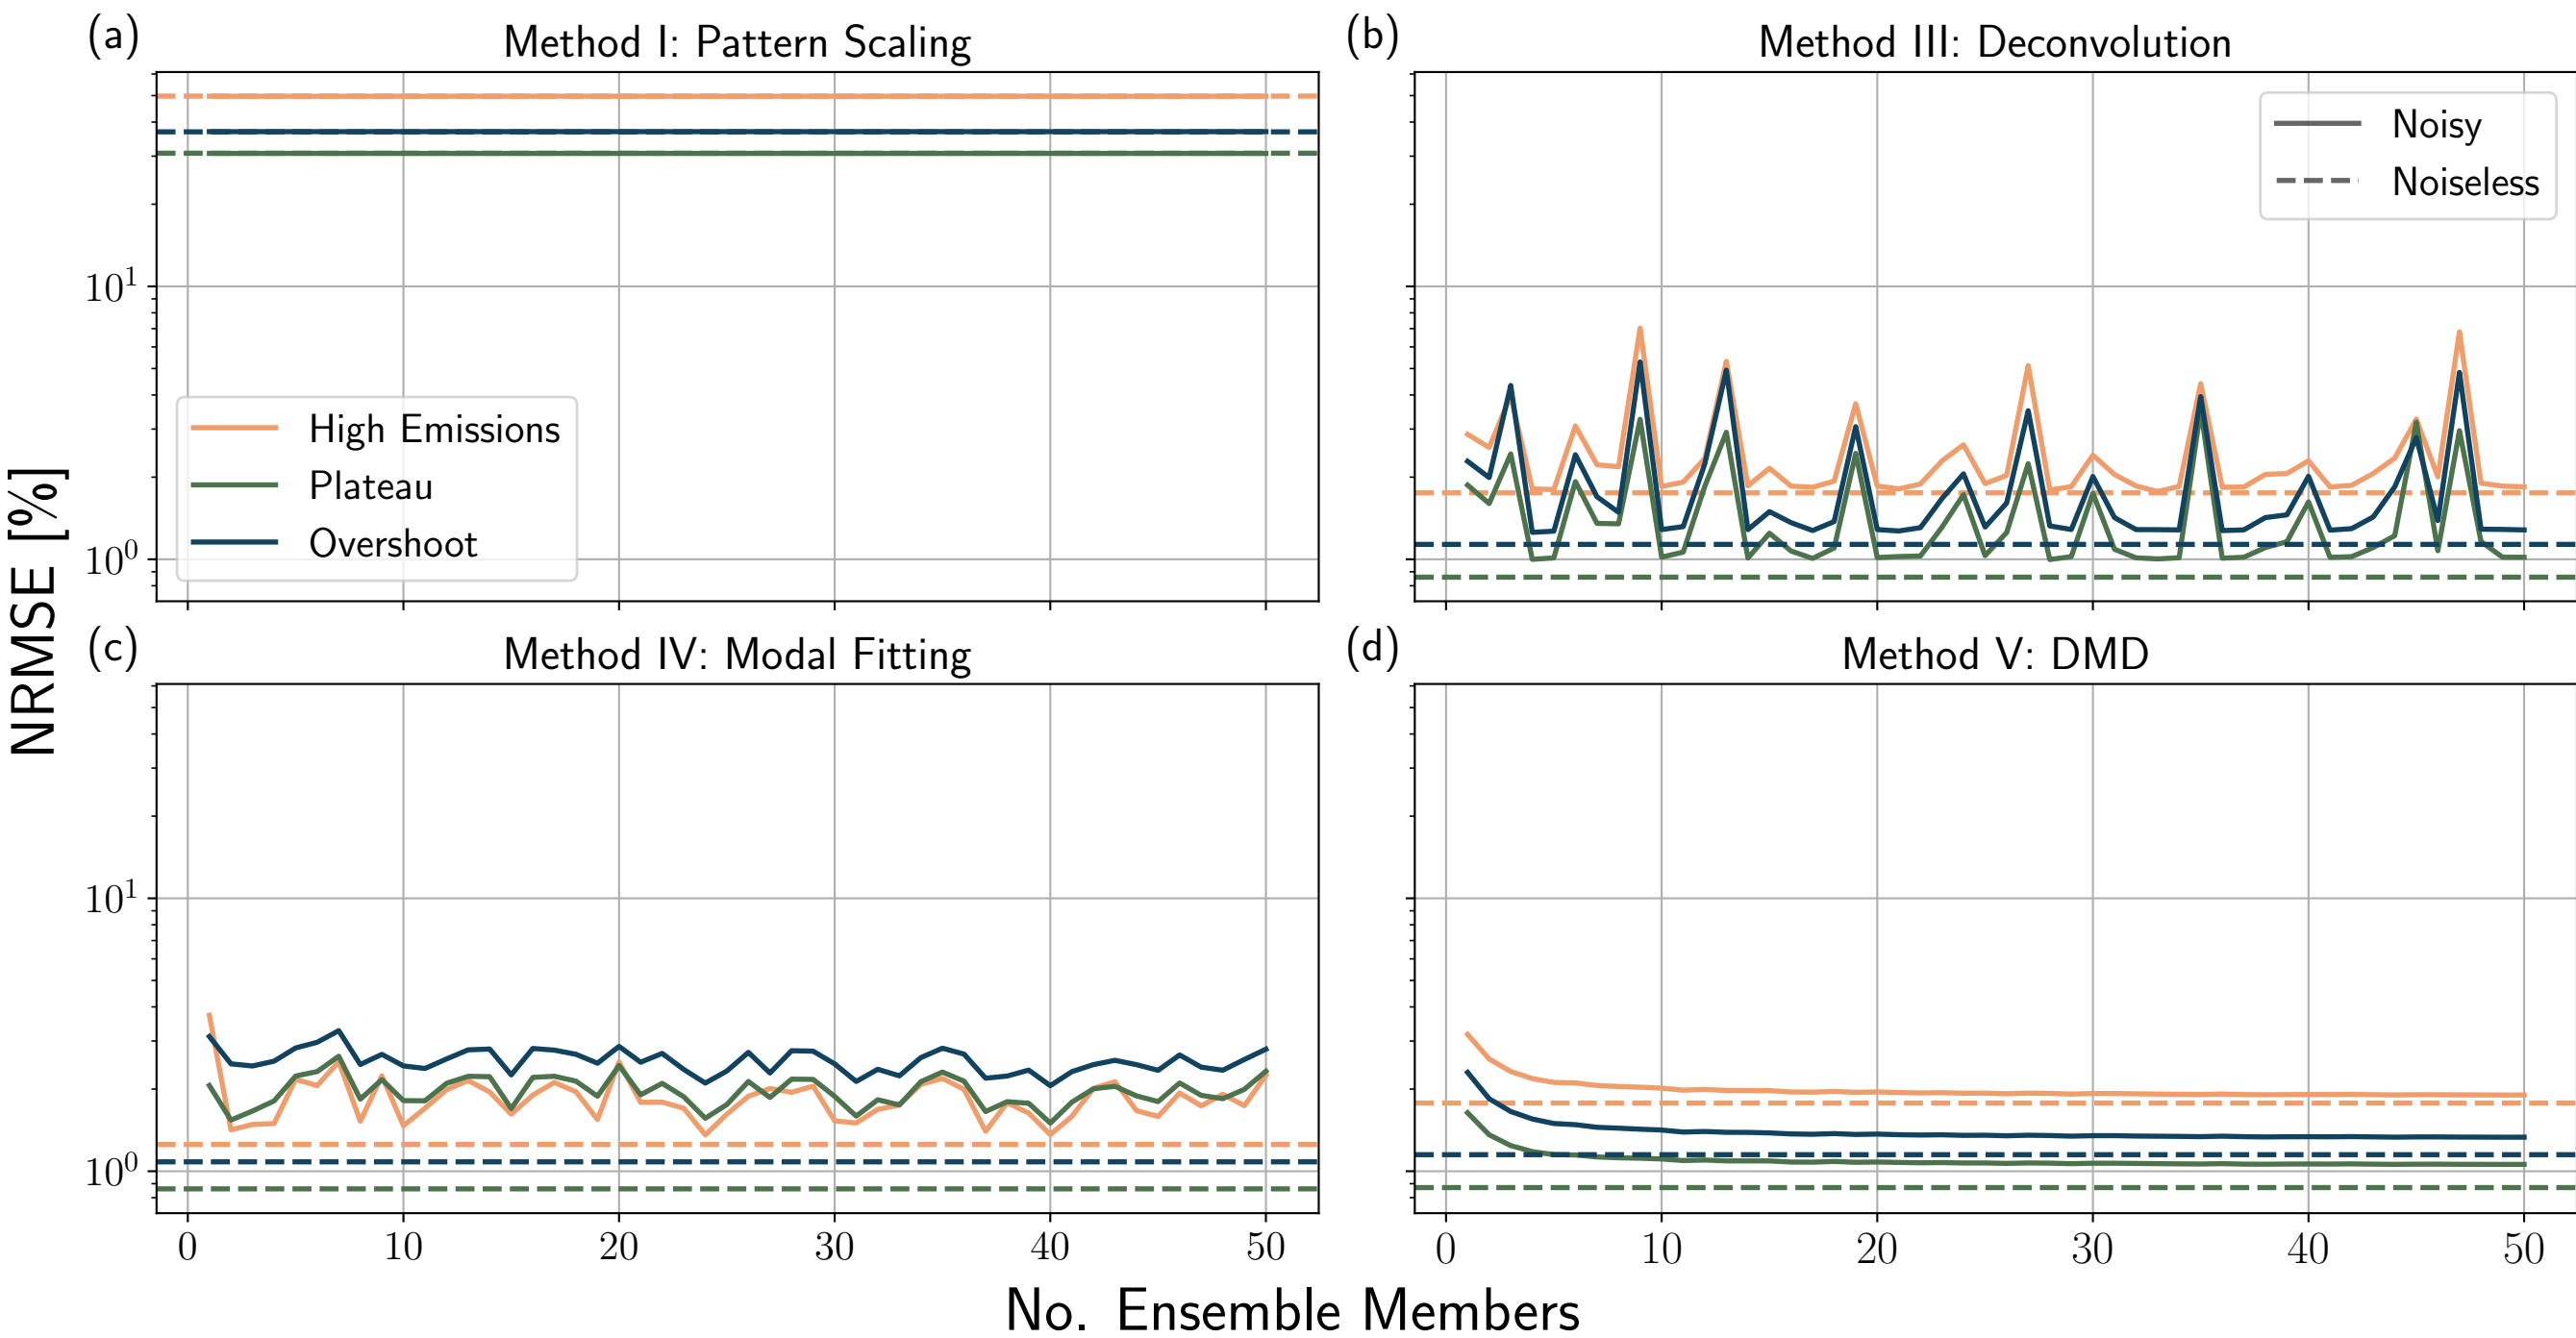 (a)
Method I: Pattern Scaling
(b)
Method III: Deconvolution
10¹
10⁰
High Emissions
Plateau
Overshoot
Noisy
Noiseless
NRMSE [%]
(c)
Method IV: Modal Fitting
(d)
Method V: DMD
10¹
10⁰
0 10 20 30 40 50
0 10 20 30 40 50
No. Ensemble Members